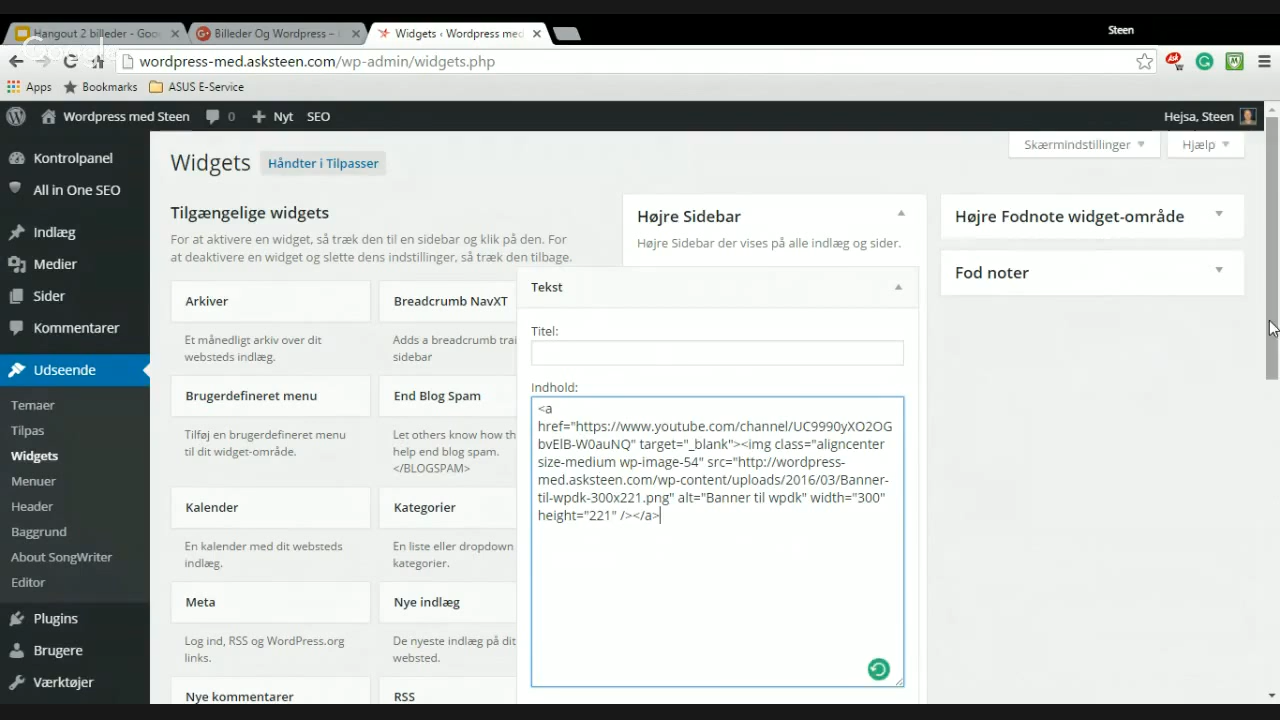 Steen
Hangout 2 billeder - Goo
Billeder Og Wordpress –
Widgets ‹ Wordpress med
wordpress-med.asksteen.com/wp-admin/widgets.php
Apps Bookmarks ASUS E-Service
Wordpress med Steen 0 Nyt SEO Hejsa, Steen
Kontrolpanel
All in One SEO
Indlæg
Medier
Sider
Kommentarer
Udseende
Temaer
Tilpas
Widgets
Menuer
Header
Baggrund
About SongWriter
Editor
Plugins
Brugere
Værktøjer
Skærmindstillinger Hjælp
Widgets Håndter i Tilpasser
Tilgængelige widgets
For at aktivere en widget, så træk den til en sidebar og klik på den. For
at deaktivere en widget og slette dens indstillinger, så træk den tilbage.
Arkiver
Et månedligt arkiv over dit
websteds indlæg.
Breadcrumb NavXT
Adds a breadcrumb trai
sidebar
Brugerdefineret menu
Tilføj en brugerdefineret menu
til dit widget-område.
End Blog Spam
Let others know how th
help end blog spam.
</BLOGSPAM>
Kalender
En kalender med dit websteds
indlæg.
Kategorier
En liste eller dropdown
kategorier.
Meta
Log ind, RSS og WordPress.org
links.
Nye indlæg
De nyeste indlæg på dit
websted.
Nye kommentarer
RSS
Højre Sidebar
Højre Sidebar der vises på alle indlæg og sider.
Tekst
Titel:
Indhold:
<a
href="https://www.youtube.com/channel/UC9990yXO2OG
bvElB-W0auNQ" target="_blank"><img class="aligncenter
size-medium wp-image-54" src="http://wordpress-
med.asksteen.com/wp-content/uploads/2016/03/Banner-
til-wpdk-300x221.png" alt="Banner til wpdk" width="300"
height="221" /></a>
Højre Fodnote widget-område
Fod noter